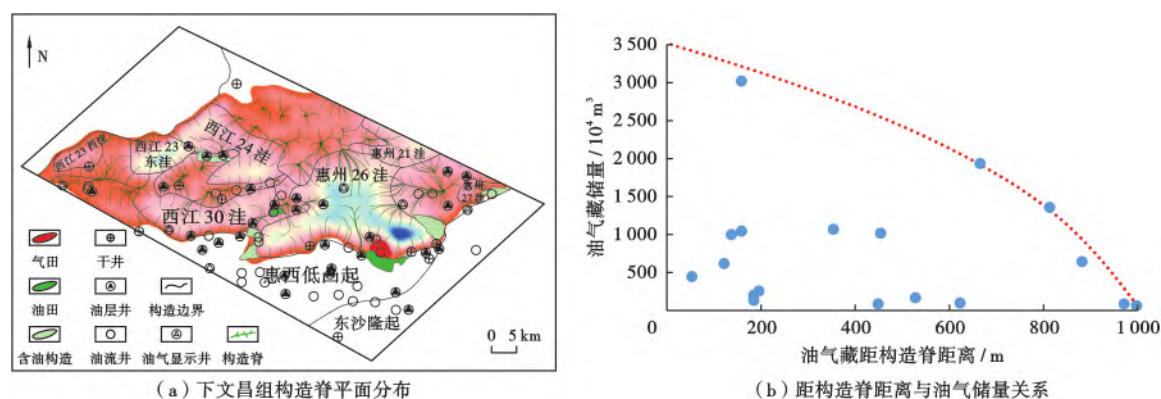 N
西江 23 西洼
西江 23
东洼
西江 24 洼
惠州 21 洼
惠州 26 洼
惠州
27 洼
西江 30 洼
惠西低凸起
东沙隆起
气田
干井
油田
油层井
构造边界
含油构造
油流井
油气显示井
构造脊
0 5 km
(a)下文昌组构造脊平面分布
3 500
3 000
2 500
2 000
1 500
1 000
500
0
200
400
600
800
1 000
油气藏储量 / 10⁴ m³
油气藏距构造脊距离 / m
(b)距构造脊距离与油气储量关系